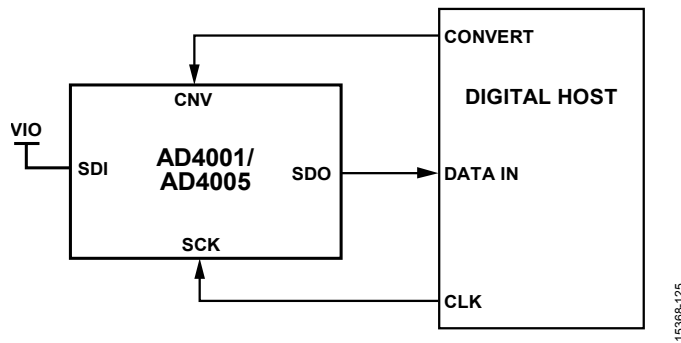 CONVERT
CNV
DIGITAL HOST
VIO
SDI
AD4001/
AD4005
SDO
DATA IN
SCK
CLK
15368-125